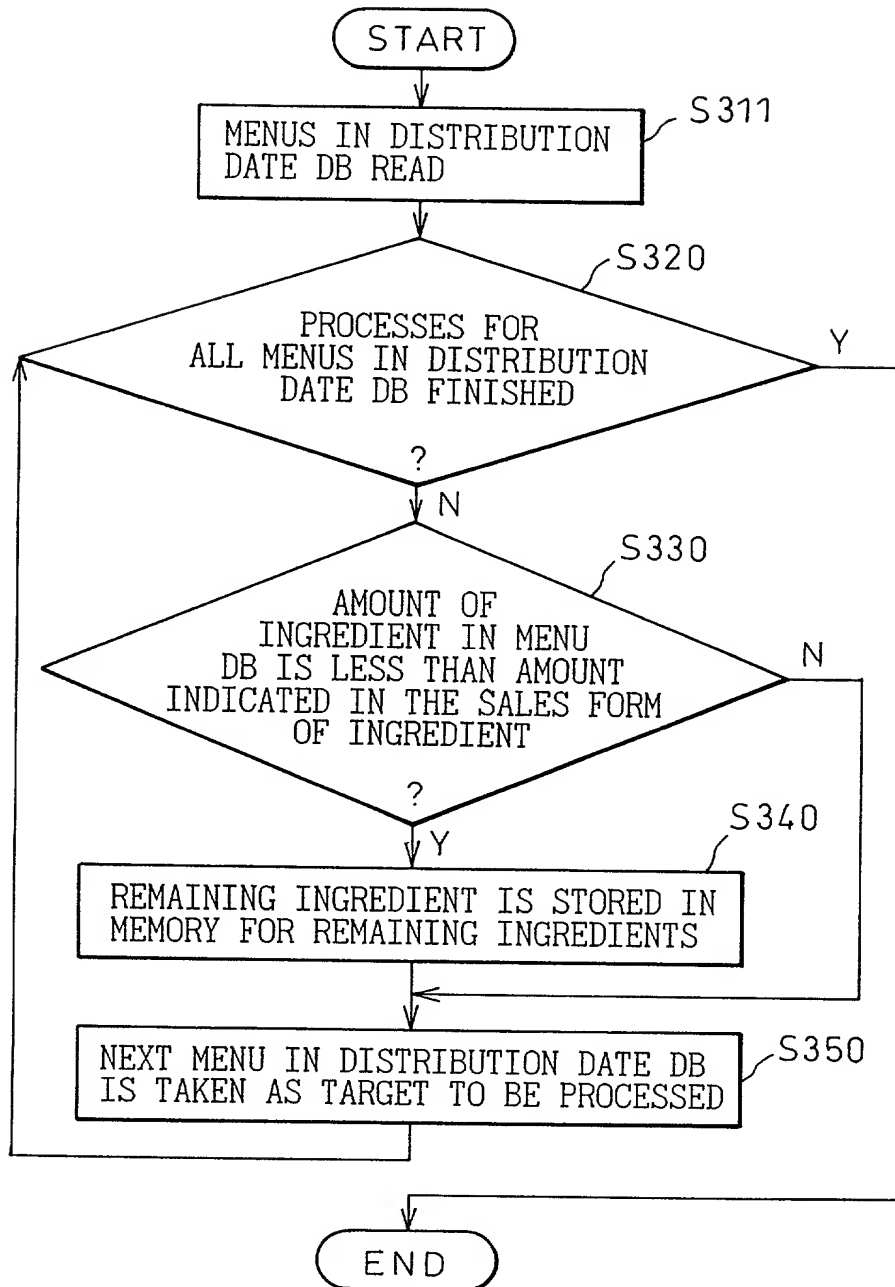 START
S311
MENUS IN DISTRIBUTION
DATE DB READ
S320
PROCESSES FOR
ALL MENUS IN DISTRIBUTION
DATE DB FINISHED
?
Y
N
S330
AMOUNT OF
INGREDIENT IN MENU
DB IS LESS THAN AMOUNT
INDICATED IN THE SALES FORM
OF INGREDIENT
?
N
Y
S340
REMAINING INGREDIENT IS STORED IN
MEMORY FOR REMAINING INGREDIENTS
S350
NEXT MENU IN DISTRIBUTION DATE DB
IS TAKEN AS TARGET TO BE PROCESSED
END